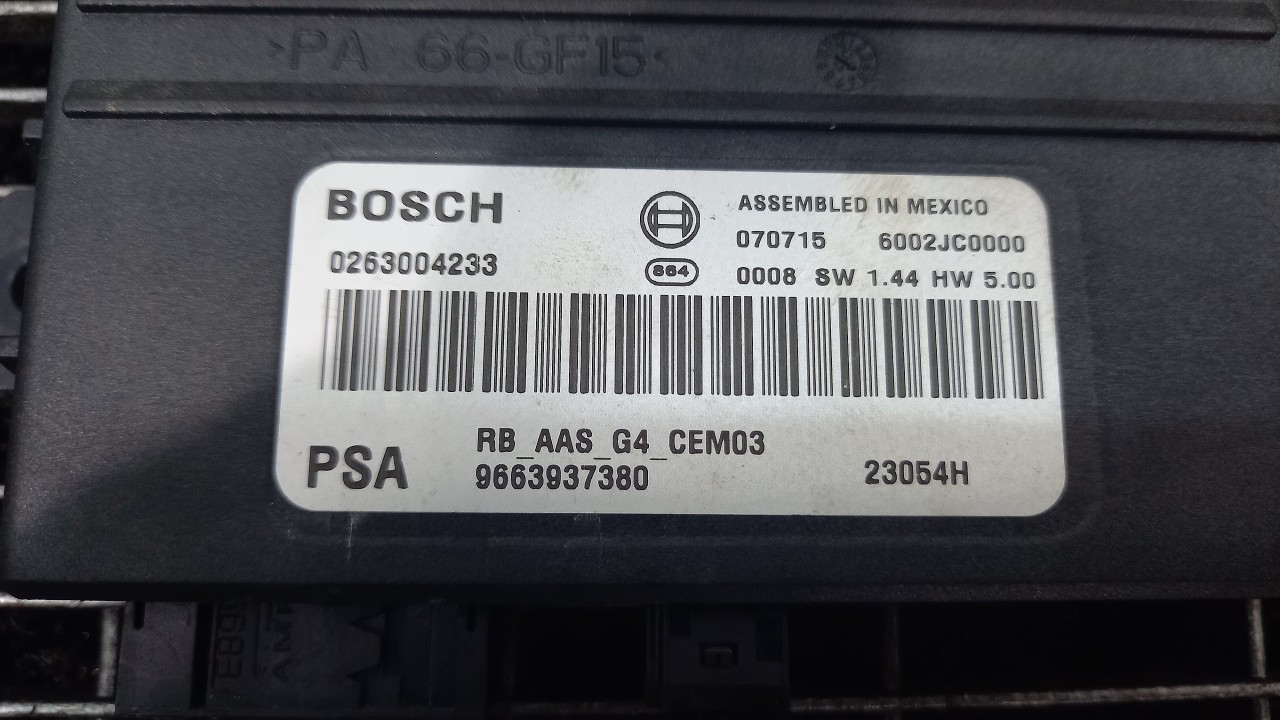 >PA 66-GF15<
BOSCH
ASSEMBLED IN MEXICO
0263004233
070715 6002JC0000
864
0008 SW 1.44 HW 5.00
PSA
RB_AAS_G4_CEM03
9663937380
23054H